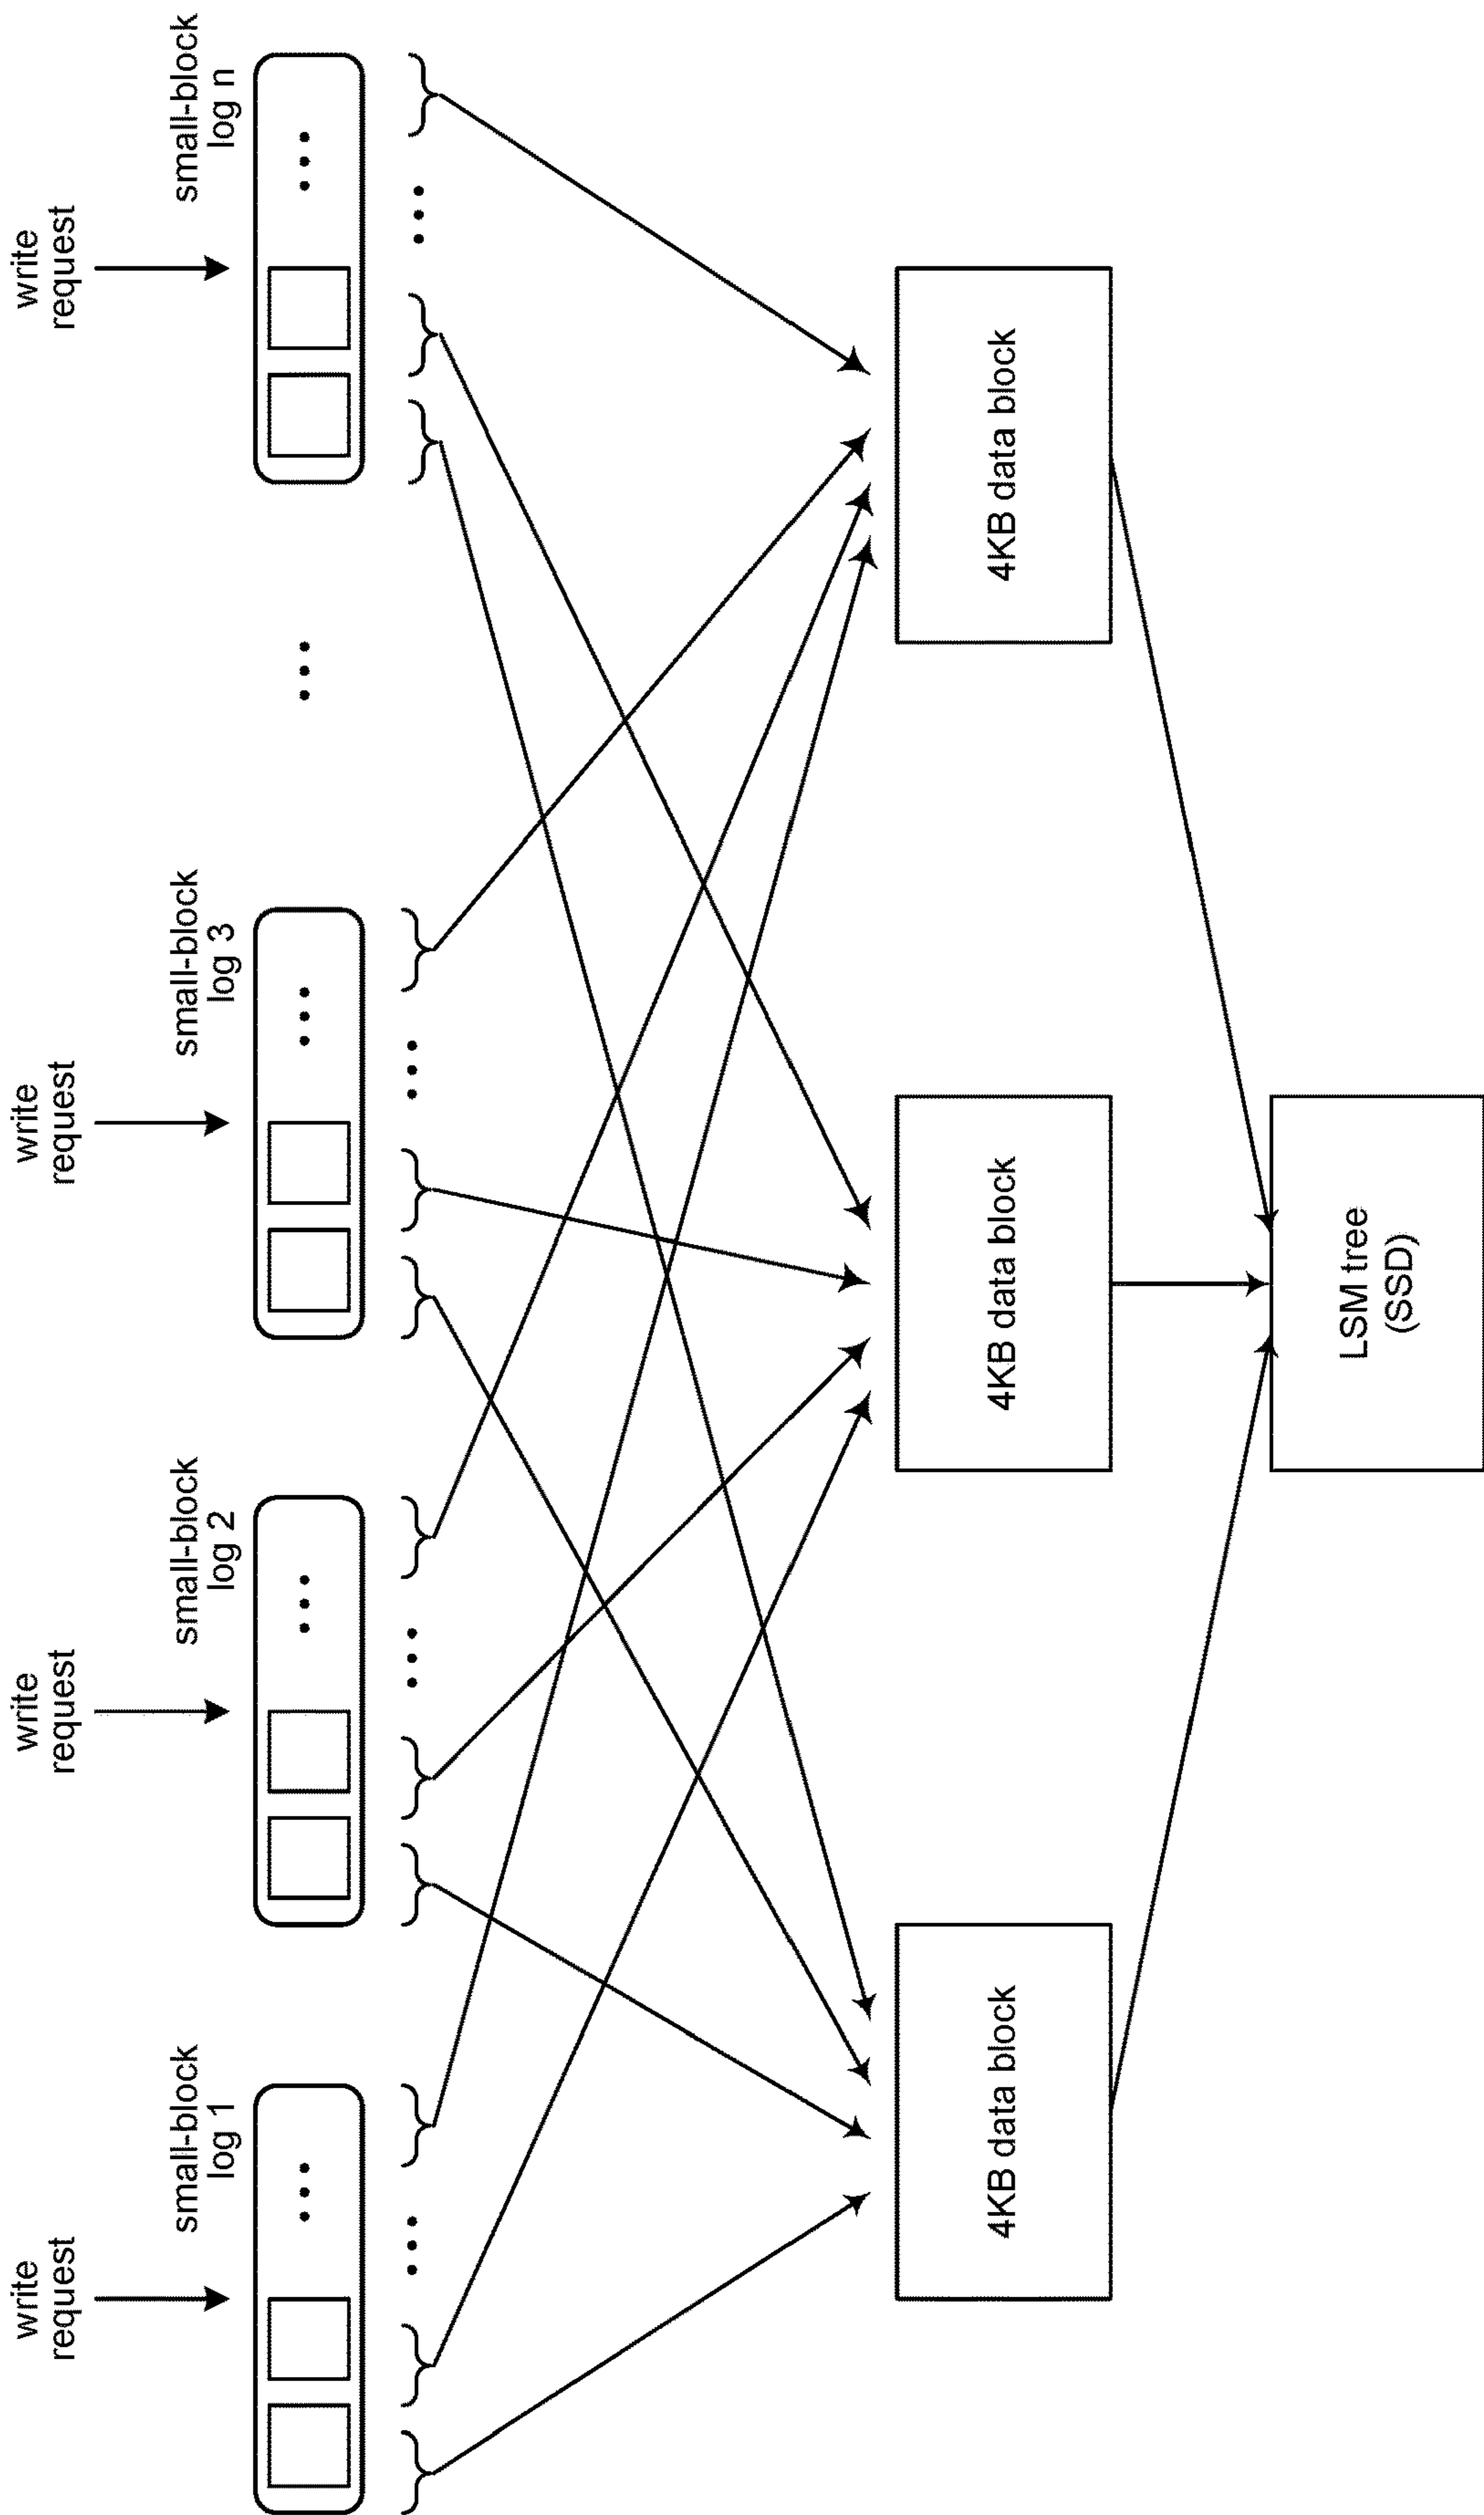 write
request
write
request
write
request
write
request
small-block
log 1
small-block
log 2
small-block
log 3
small-block
log n
4KB data block
4KB data block
4KB data block
LSM tree
(SSD)